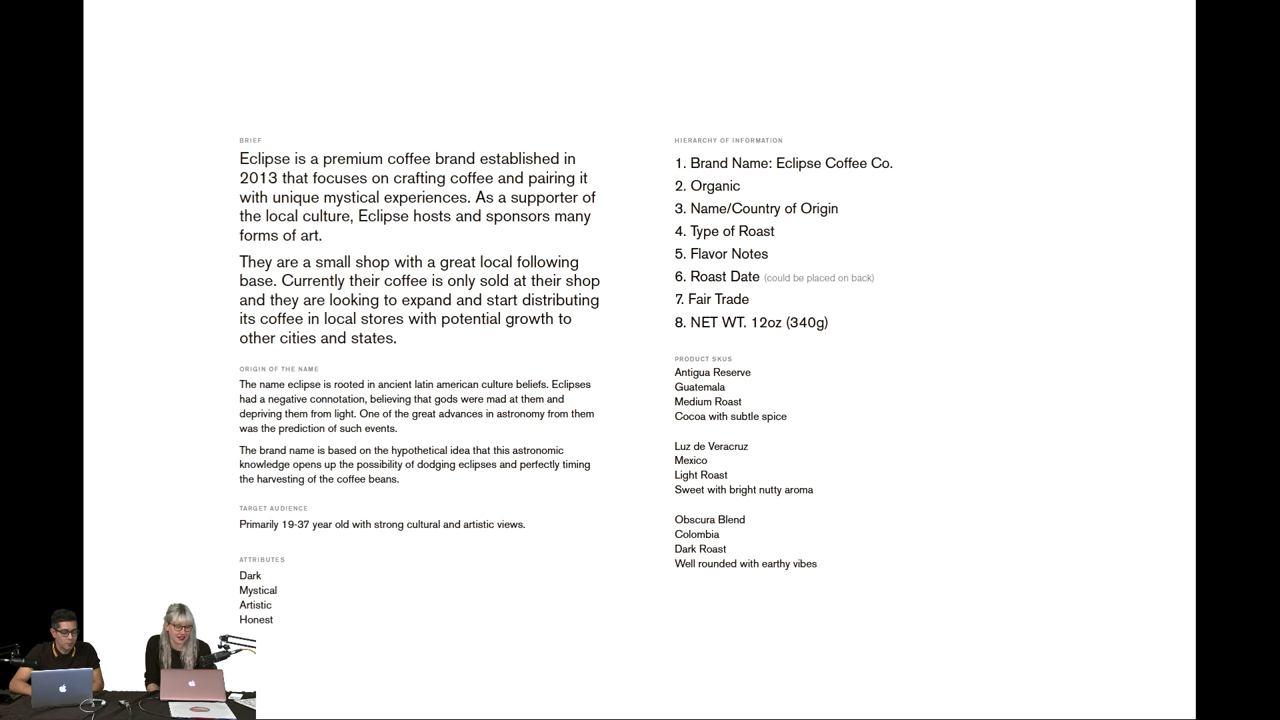 BRIEF
Eclipse is a premium coffee brand established in
2013 that focuses on crafting coffee and pairing it
with unique mystical experiences. As a supporter of
the local culture, Eclipse hosts and sponsors many
forms of art.
They are a small shop with a great local following
base. Currently their coffee is only sold at their shop
and they are looking to expand and start distributing
its coffee in local stores with potential growth to
other cities and states.
ORIGIN OF THE NAME
The name eclipse is rooted in ancient latin american culture beliefs. Eclipses
had a negative connotation, believing that gods were mad at them and
depriving them from light. One of the great advances in astronomy from them
was the prediction of such events.
The brand name is based on the hypothetical idea that this astronomic
knowledge opens up the possibility of dodging eclipses and perfectly timing
the harvesting of the coffee beans.
TARGET AUDIENCE
Primarily 19-37 year old with strong cultural and artistic views.
ATTRIBUTES
Dark
Mystical
Artistic
Honest
HIERARCHY OF INFORMATION
1. Brand Name: Eclipse Coffee Co.
2. Organic
3. Name/Country of Origin
4. Type of Roast
5. Flavor Notes
6. Roast Date (could be placed on back)
7. Fair Trade
8. NET WT. 12oz (340g)
PRODUCT SKUS
Antigua Reserve
Guatemala
Medium Roast
Cocoa with subtle spice
Luz de Veracruz
Mexico
Light Roast
Sweet with bright nutty aroma
Obscura Blend
Colombia
Dark Roast
Well rounded with earthy vibes